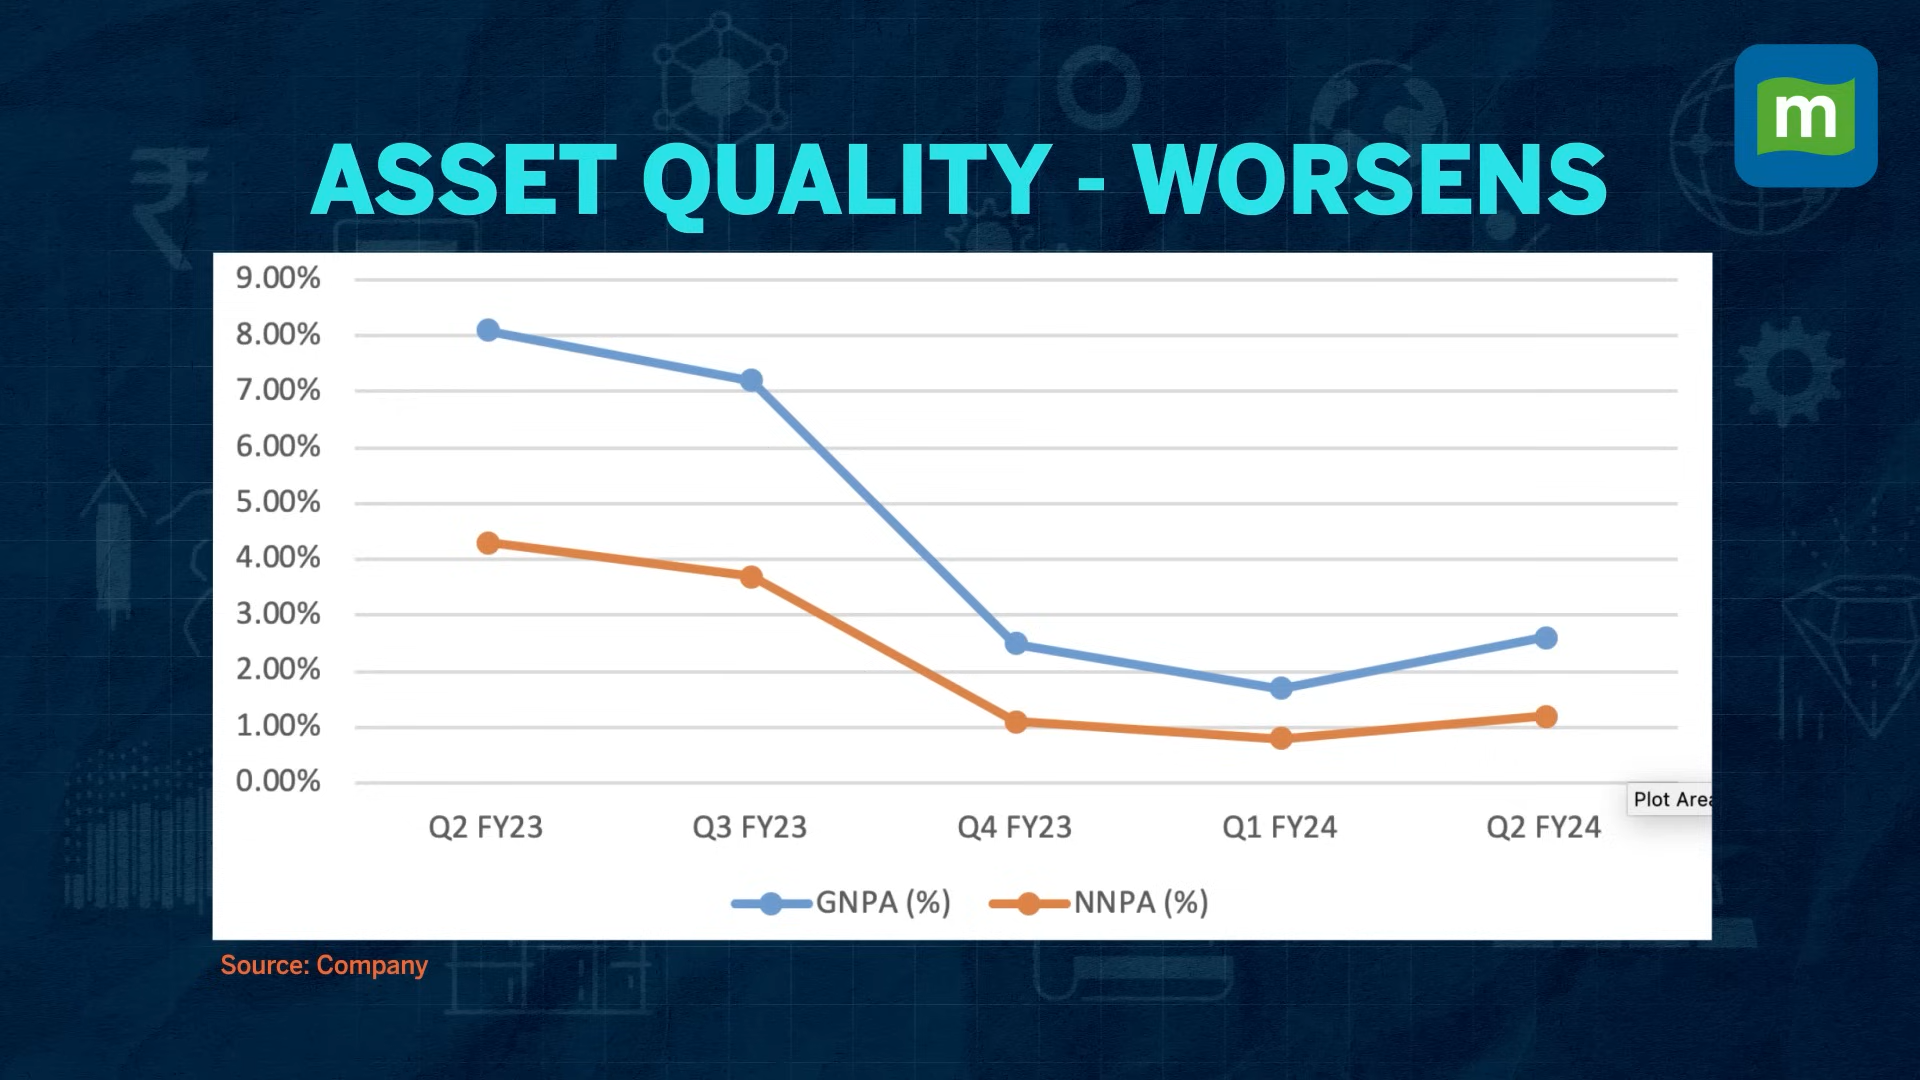 m
ASSET QUALITY - WORSENS
9.00%
8.00%
7.00%
6.00%
5.00%
4.00%
3.00%
2.00%
1.00%
0.00%
Plot Area
Q2 FY23 Q3 FY23 Q4 FY23 Q1 FY24 Q2 FY24
GNPA (%) NNPA (%)
Source: Company